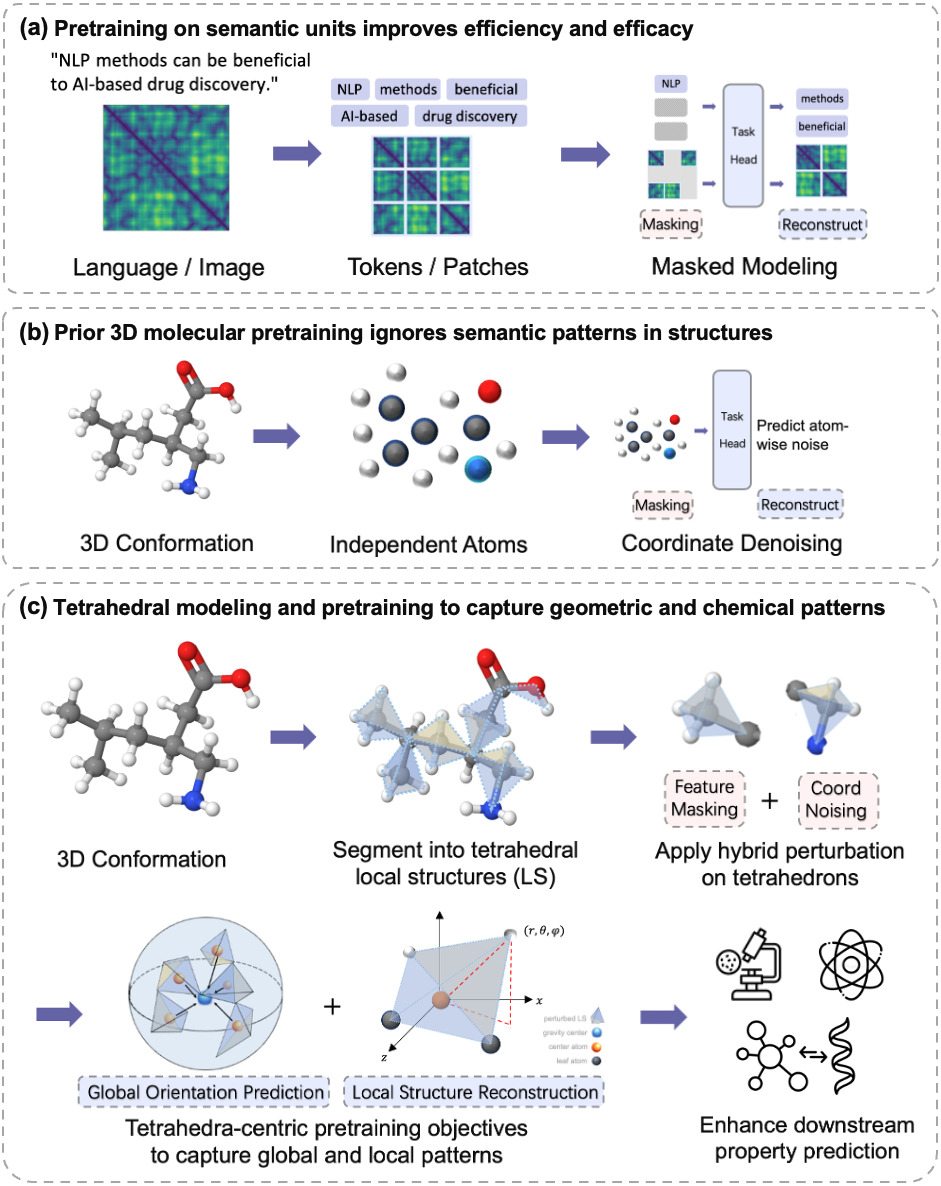 (a) Pretraining on semantic units improves efficiency and efficacy
"NLP methods can be beneficial
to AI-based drug discovery."
NLP methods beneficial
AI-based drug discovery
NLP
Task
Head
methods
beneficial
Masking
Reconstruct
Language / Image
Tokens / Patches
Masked Modeling
(b) Prior 3D molecular pretraining ignores semantic patterns in structures
Task
Head
Predict atom-
wise noise
Masking
Reconstruct
3D Conformation
Independent Atoms
Coordinate Denoising
(c) Tetrahedral modeling and pretraining to capture geometric and chemical patterns
Feature
Masking
+
Coord
Noising
3D Conformation
Segment into tetrahedral
local structures (LS)
Apply hybrid perturbation
on tetrahedrons
+
(r, θ, φ)
x
z
perturbed LS
gravity center
center atom
leaf atom
Global Orientation Prediction
Local Structure Reconstruction
Tetrahedra-centric pretraining objectives
to capture global and local patterns
Enhance downstream
property prediction